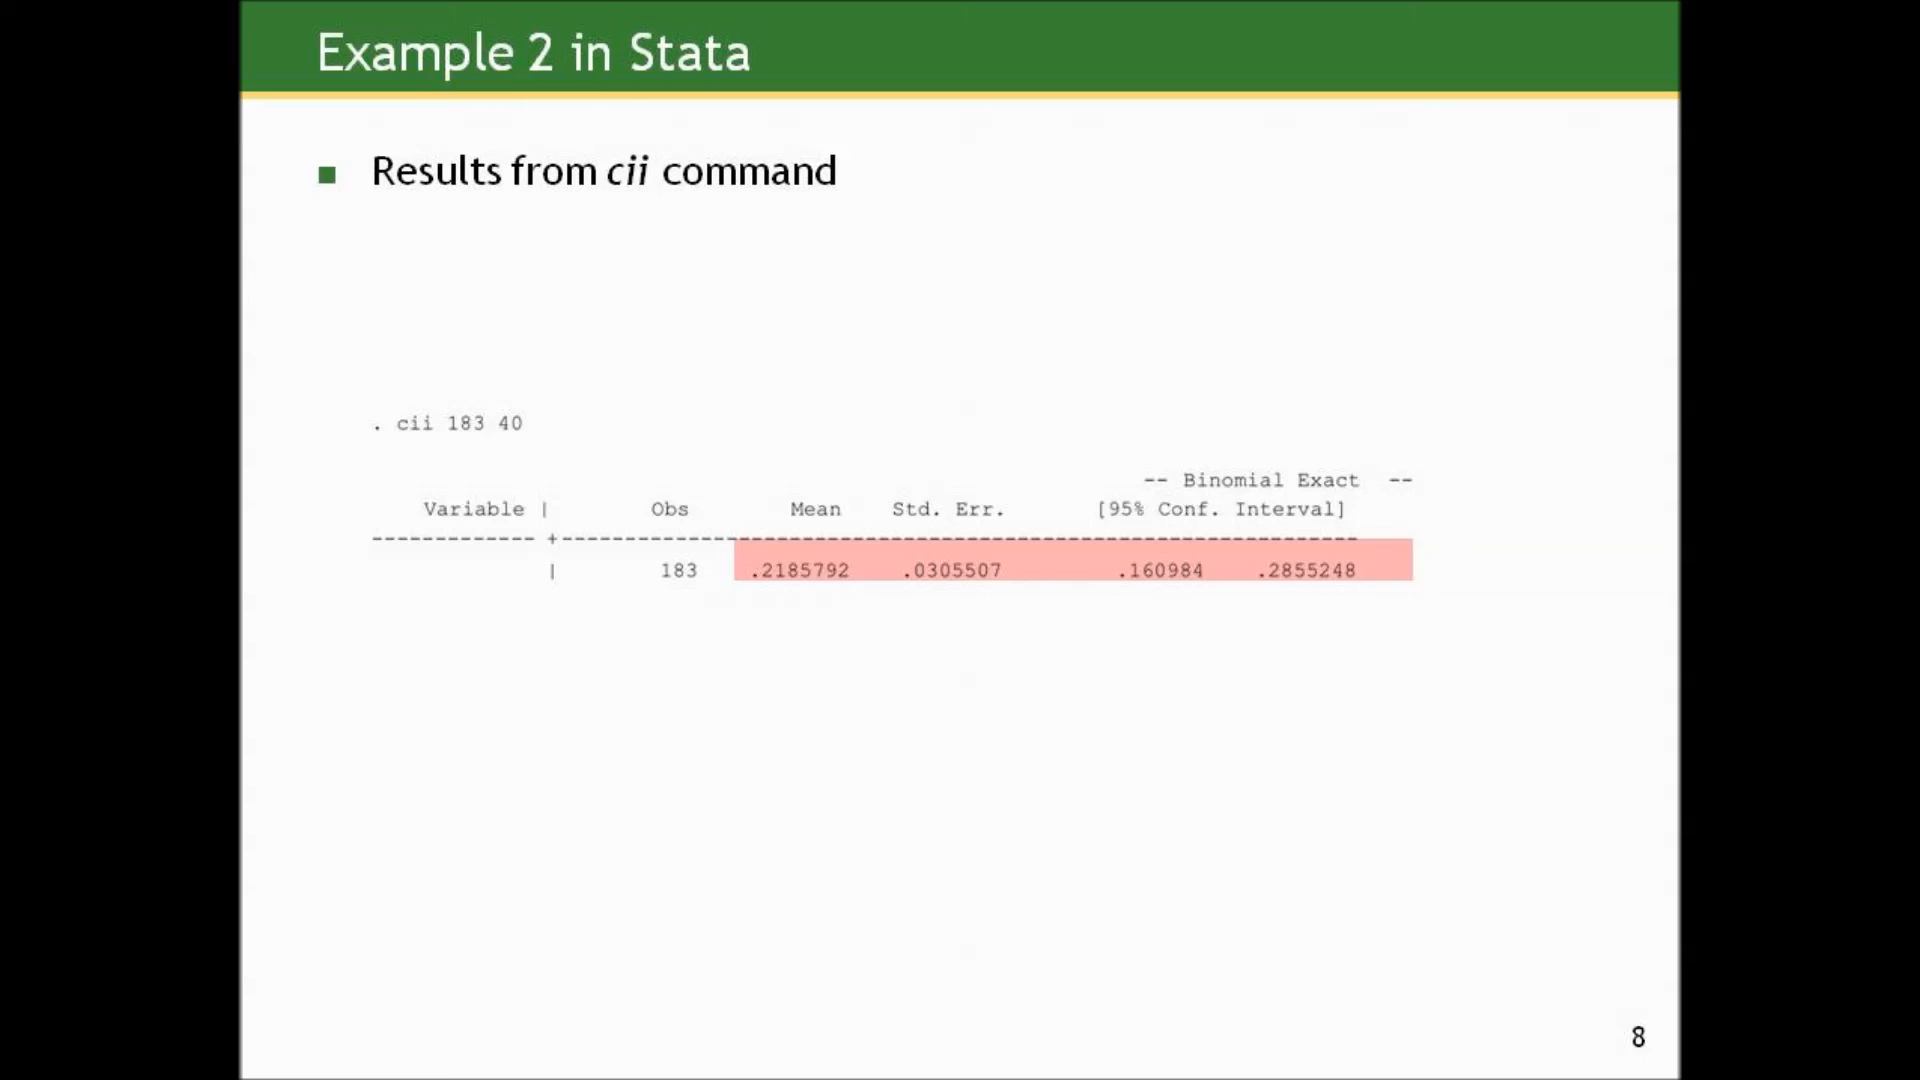 Example 2 in Stata
■ Results from cii command
. cii 183 40
-- Binomial Exact --
Variable | Obs Mean Std. Err. [95% Conf. Interval]
------------- +---------------------------------------------------------------
| 183 .2185792 .0305507 .160984 .2855248
8